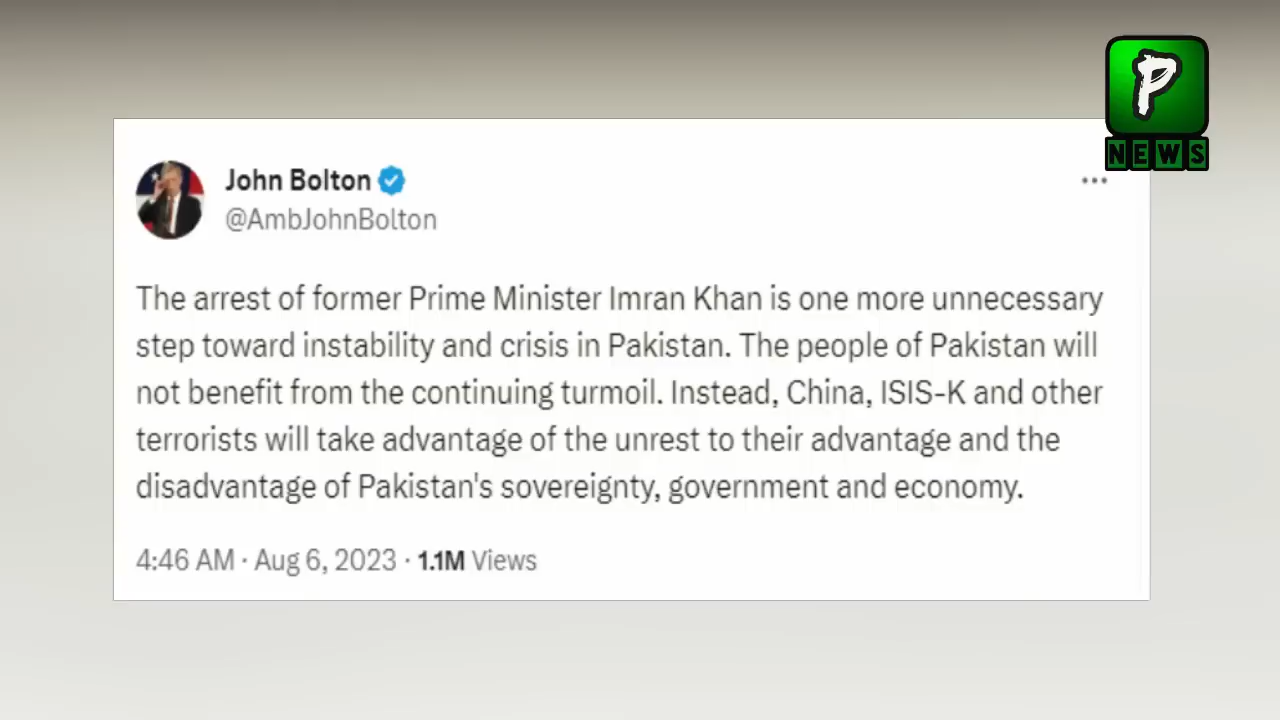 P
NEWS
John Bolton
@AmbJohnBolton
The arrest of former Prime Minister Imran Khan is one more unnecessary
step toward instability and crisis in Pakistan. The people of Pakistan will
not benefit from the continuing turmoil. Instead, China, ISIS-K and other
terrorists will take advantage of the unrest to their advantage and the
disadvantage of Pakistan's sovereignty, government and economy.
4:46 AM · Aug 6, 2023 · 1.1M Views